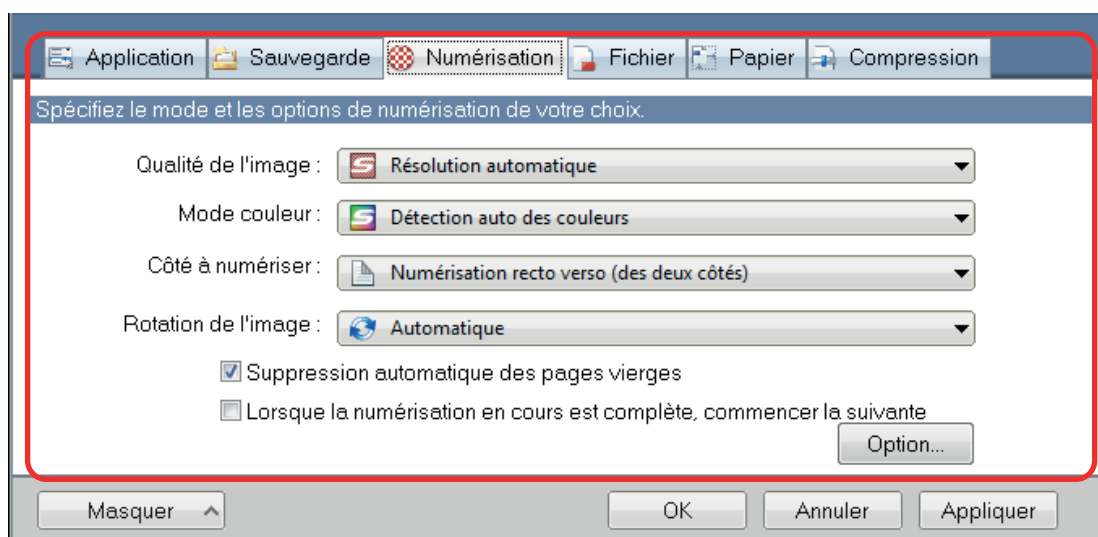 Application Sauvegarde Numérisation Fichier Papier Compression
Spécifiez le mode et les options de numérisation de votre choix.
Qualité de l'image : Résolution automatique
Mode couleur : Détection auto des couleurs
Côté à numériser : Numérisation recto verso (des deux côtés)
Rotation de l'image : Automatique
Suppression automatique des pages vierges
Lorsque la numérisation en cours est complète, commencer la suivante
Option...
Masquer OK Annuler Appliquer